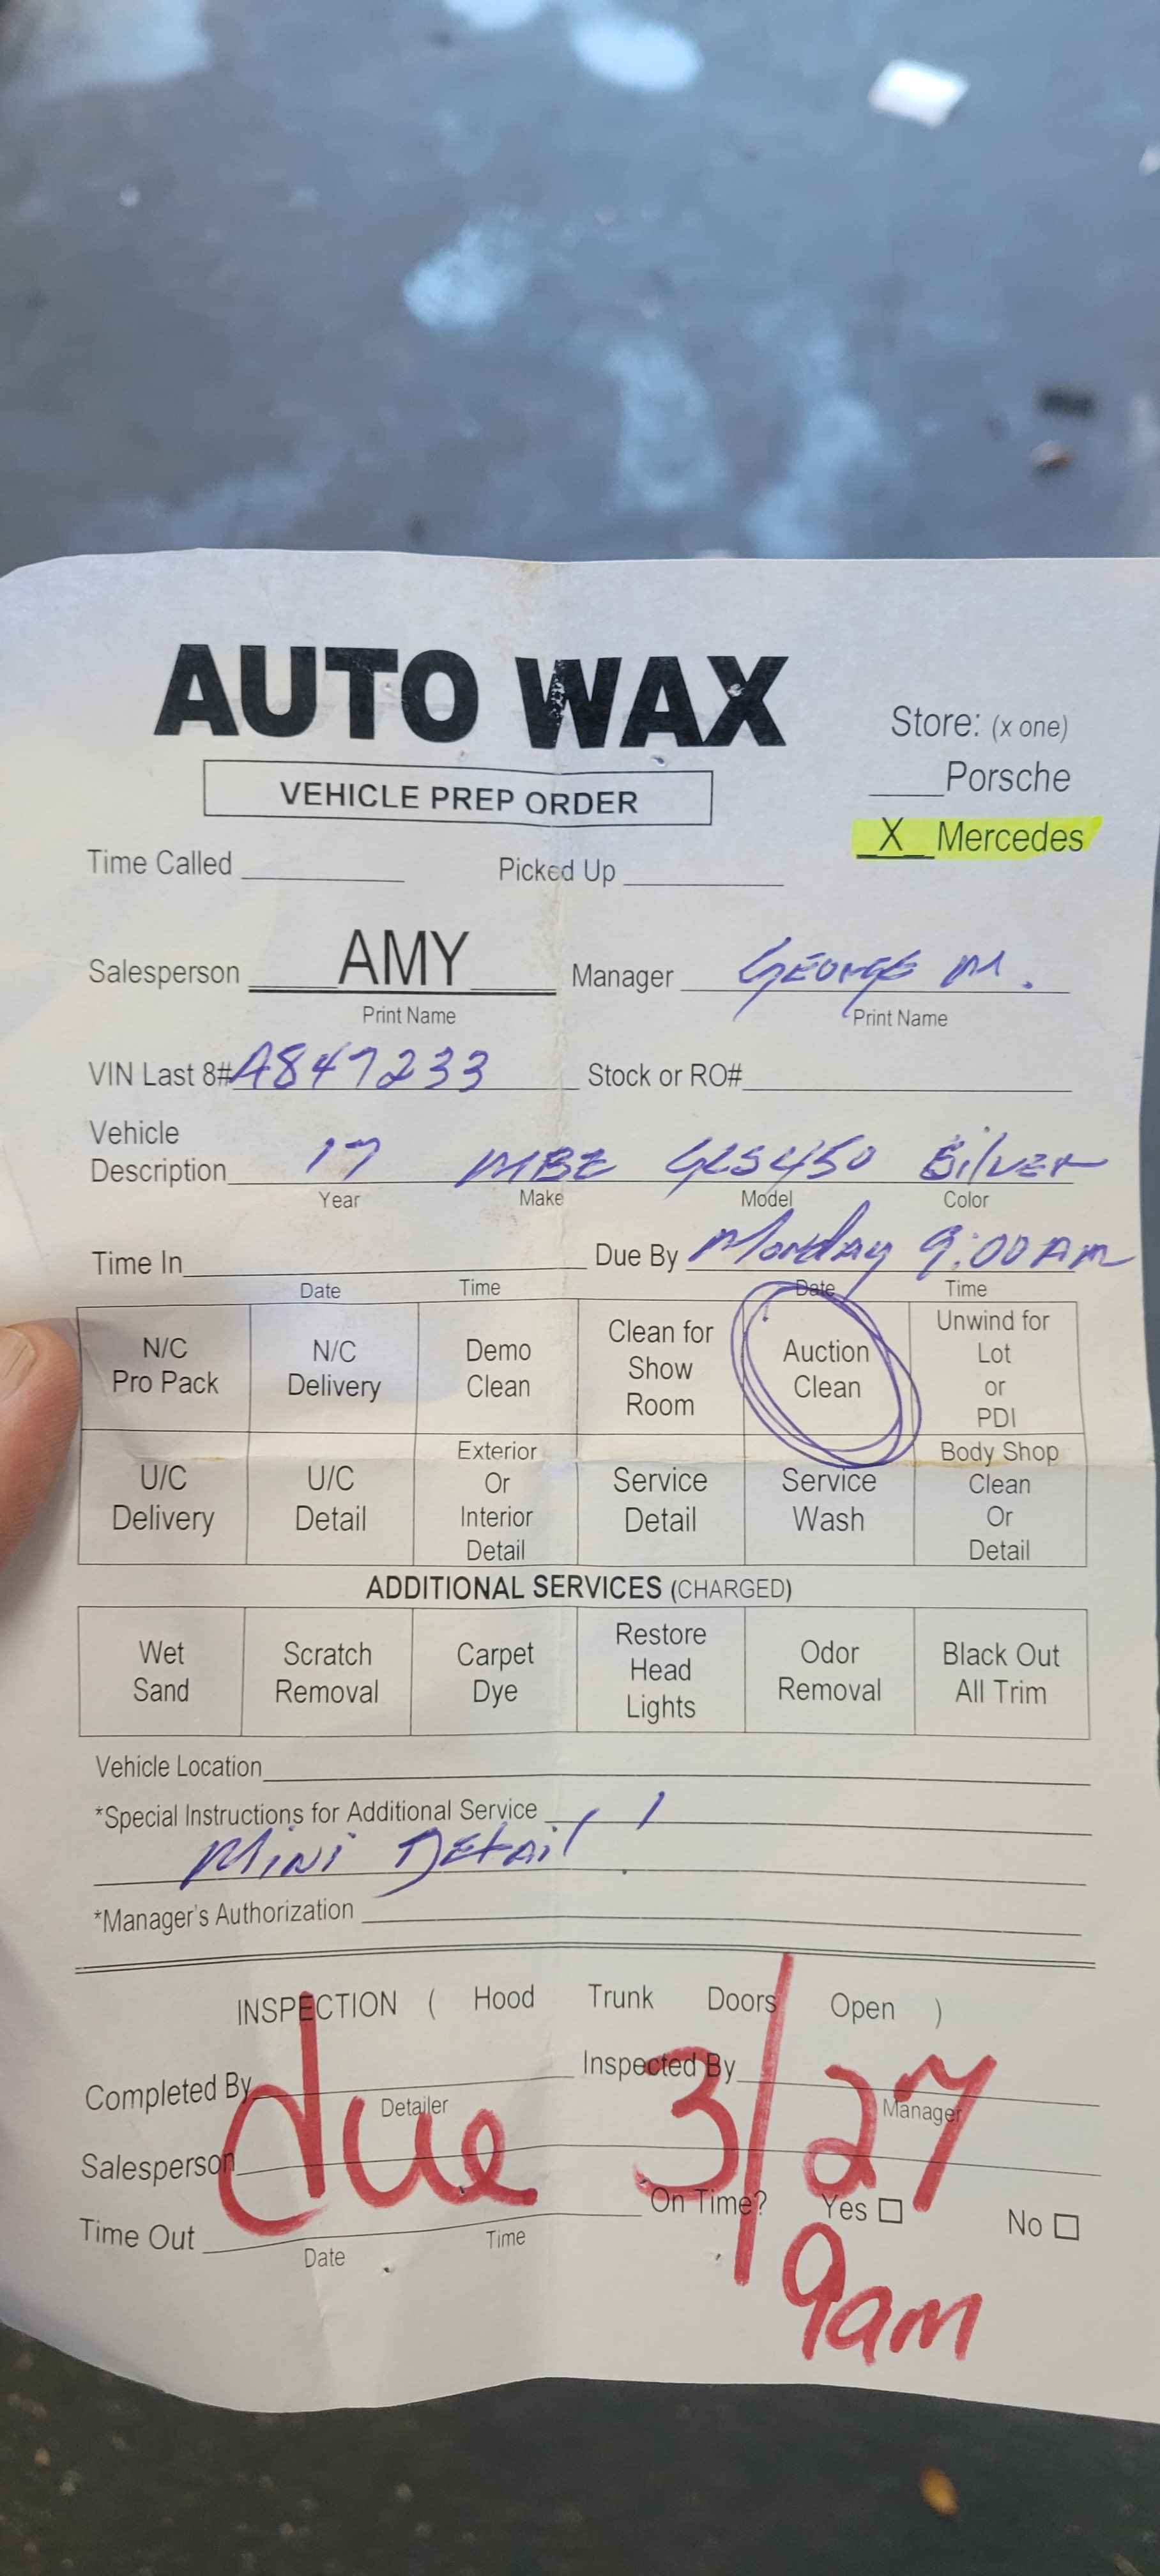 AUTO WAX
Store: (x one)
VEHICLE PREP ORDER
____Porsche
_X_Mercedes
Time Called ________ Picked Up ________
Salesperson AMY Manager GEORGE M.
Print Name Print Name
VIN Last 8# A847233 Stock or RO#
Vehicle
Description 17 MBZ GLS450 Silver
Year Make Model Color
Time In Due By Monday 9:00 AM
Date Time Date Time
N/C Pro Pack N/C Delivery Demo Clean Clean for Show Room Auction Clean Unwind for Lot or PDI
U/C Delivery U/C Detail Exterior Or Interior Detail Service Detail Service Wash Body Shop Clean Or Detail
ADDITIONAL SERVICES (CHARGED)
Wet Sand Scratch Removal Carpet Dye Restore Head Lights Odor Removal Black Out All Trim
Vehicle Location
*Special Instructions for Additional Service
Mini Detail !
*Manager's Authorization
INSPECTION ( Hood Trunk Doors Open )
Completed By Inspected By
Detailer Manager
due 3/27
Salesperson
On Time? Yes No
Time Out
Date Time
9am